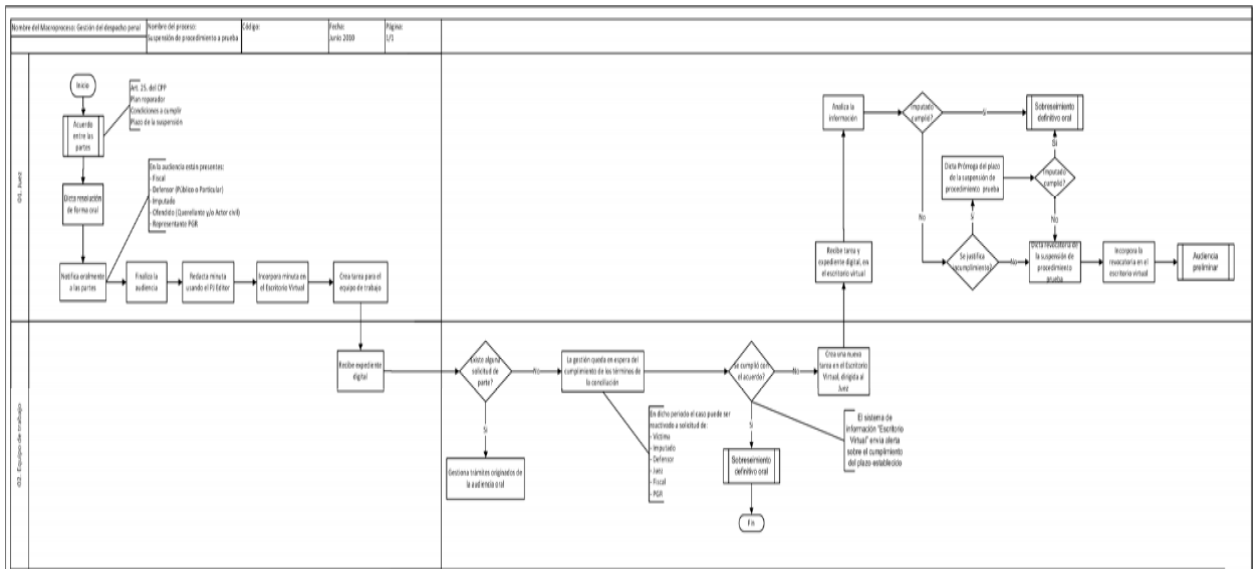 Nombre del Macroproceso: Gestión del despacho penal
Nombre del proceso:
Suspensión de procedimiento a prueba
Código:
Fecha:
Junio 2019
Página:
1/1
01. Juez
Inicio
Art. 25, del CPP
Plan reparador
Condiciones a cumplir
Plazo de la suspensión
Acuerdo
entre las
partes
Dicta resolución
de forma oral
En la audiencia están presentes:
- Fiscal
- Defensor (Público o Particular)
- Imputado
- Ofendido (Querellante y/o Actor civil)
- Representante PGR
Notifica oralmente
a las partes
Finaliza la
audiencia
Redacta minuta
usando el PJ Editor
Incorpora minuta en
el Escritorio Virtual
Crea tarea para el
equipo de trabajo
Recibe tarea y
expediente digital, en
el escritorio virtual
Analiza la
información
Imputado
cumplió?
Si
Sobreseimiento
definitivo oral
No
Se justifica
incumplimiento?
Si
Dicta Prórroga del plazo
de la suspensión de
procedimiento prueba
Imputado
cumplió?
Si
No
No
Dicta revocatoria de
la suspensión de
procedimiento
prueba
Incorpora la
revocatoria en el
escritorio virtual
Audiencia
preliminar
02. Equipo de trabajo
Recibe expediente
digital
Existe alguna
solicitud de
parte?
Si
Gestiona trámites originados de
la audiencia oral
No
La gestión queda en espera del
cumplimiento de los términos de
la conciliación
En dicho periodo el caso puede ser
reactivado a solicitud de:
- Víctima
- Imputado
- Defensor
- Juez
- Fiscal
- PGR
Se cumplió con
el acuerdo?
Si
Sobreseimiento
definitivo oral
Fin
No
Crea una nueva
tarea en el Escritorio
Virtual, dirigida al
Juez
El sistema de
información "Escritorio
Virtual" envía alerta
sobre el cumplimiento
del plazo establecido